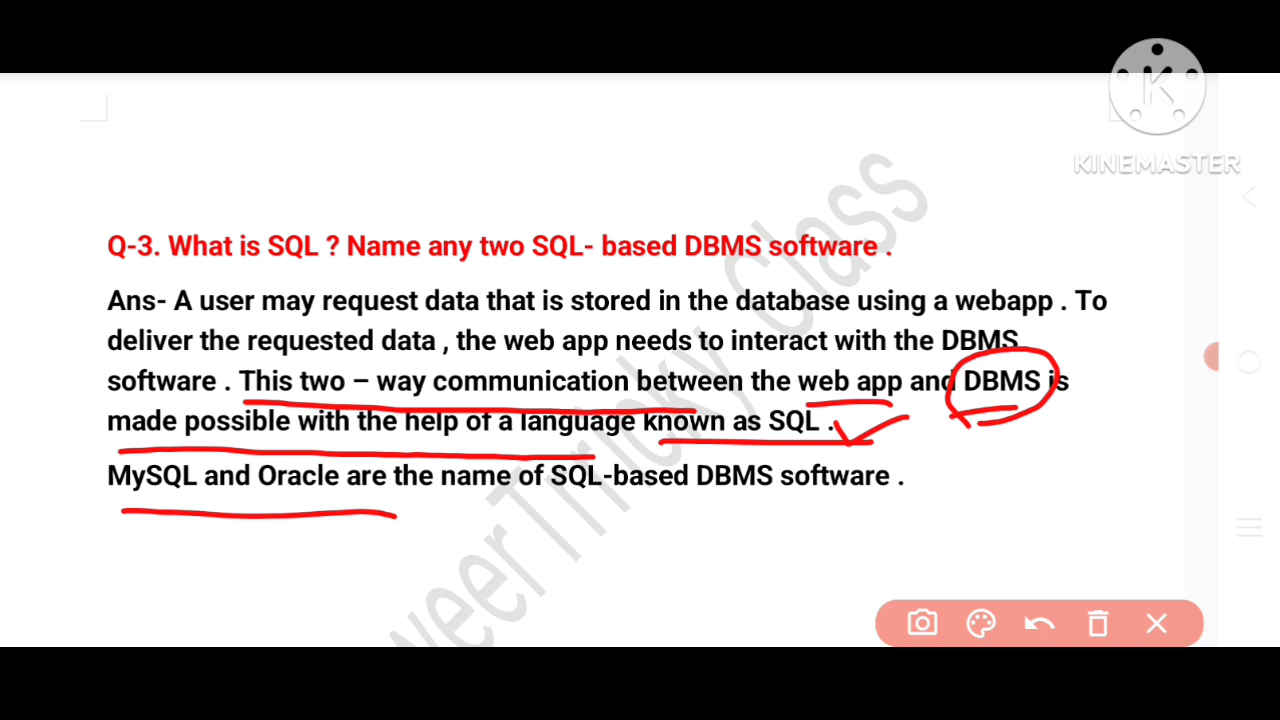 KINEMASTER
Q-3. What is SQL ? Name any two SQL- based DBMS software .
Ans- A user may request data that is stored in the database using a webapp . To
deliver the requested data , the web app needs to interact with the DBMS
software . This two – way communication between the web app and DBMS is
made possible with the help of a language known as SQL .
MySQL and Oracle are the name of SQL-based DBMS software .
Tricky Class